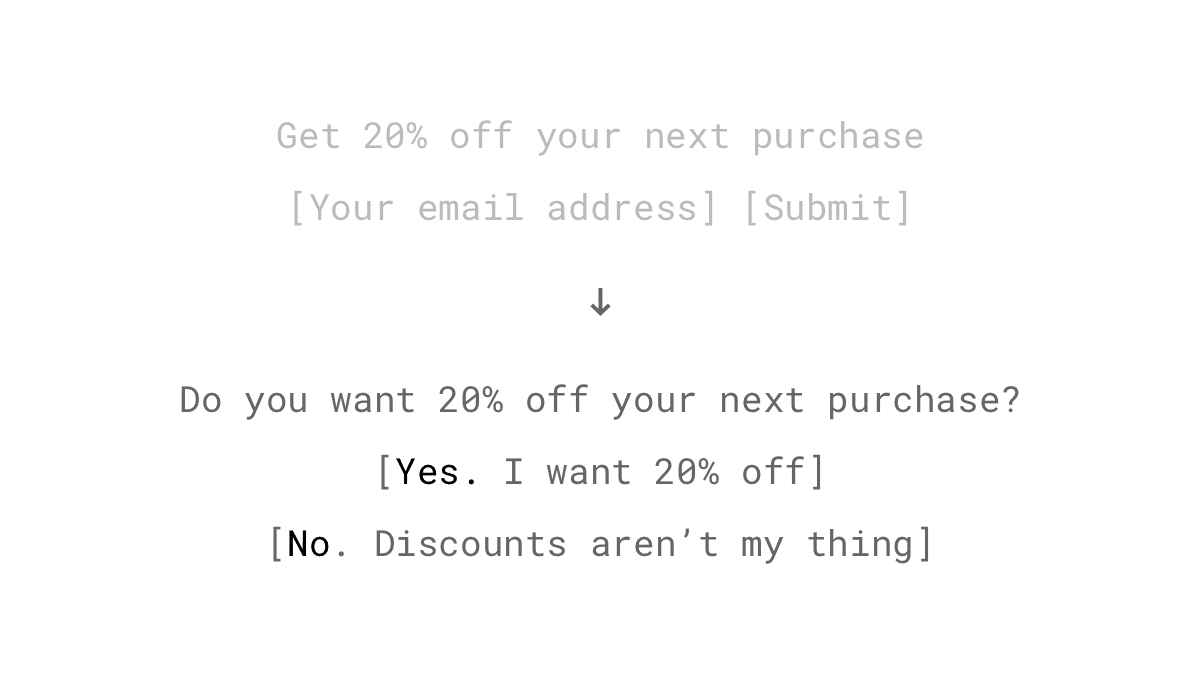 Get 20% off your next purchase
[Your email address] [Submit]
↓
Do you want 20% off your next purchase?
[Yes. I want 20% off]
[No. Discounts aren’t my thing]